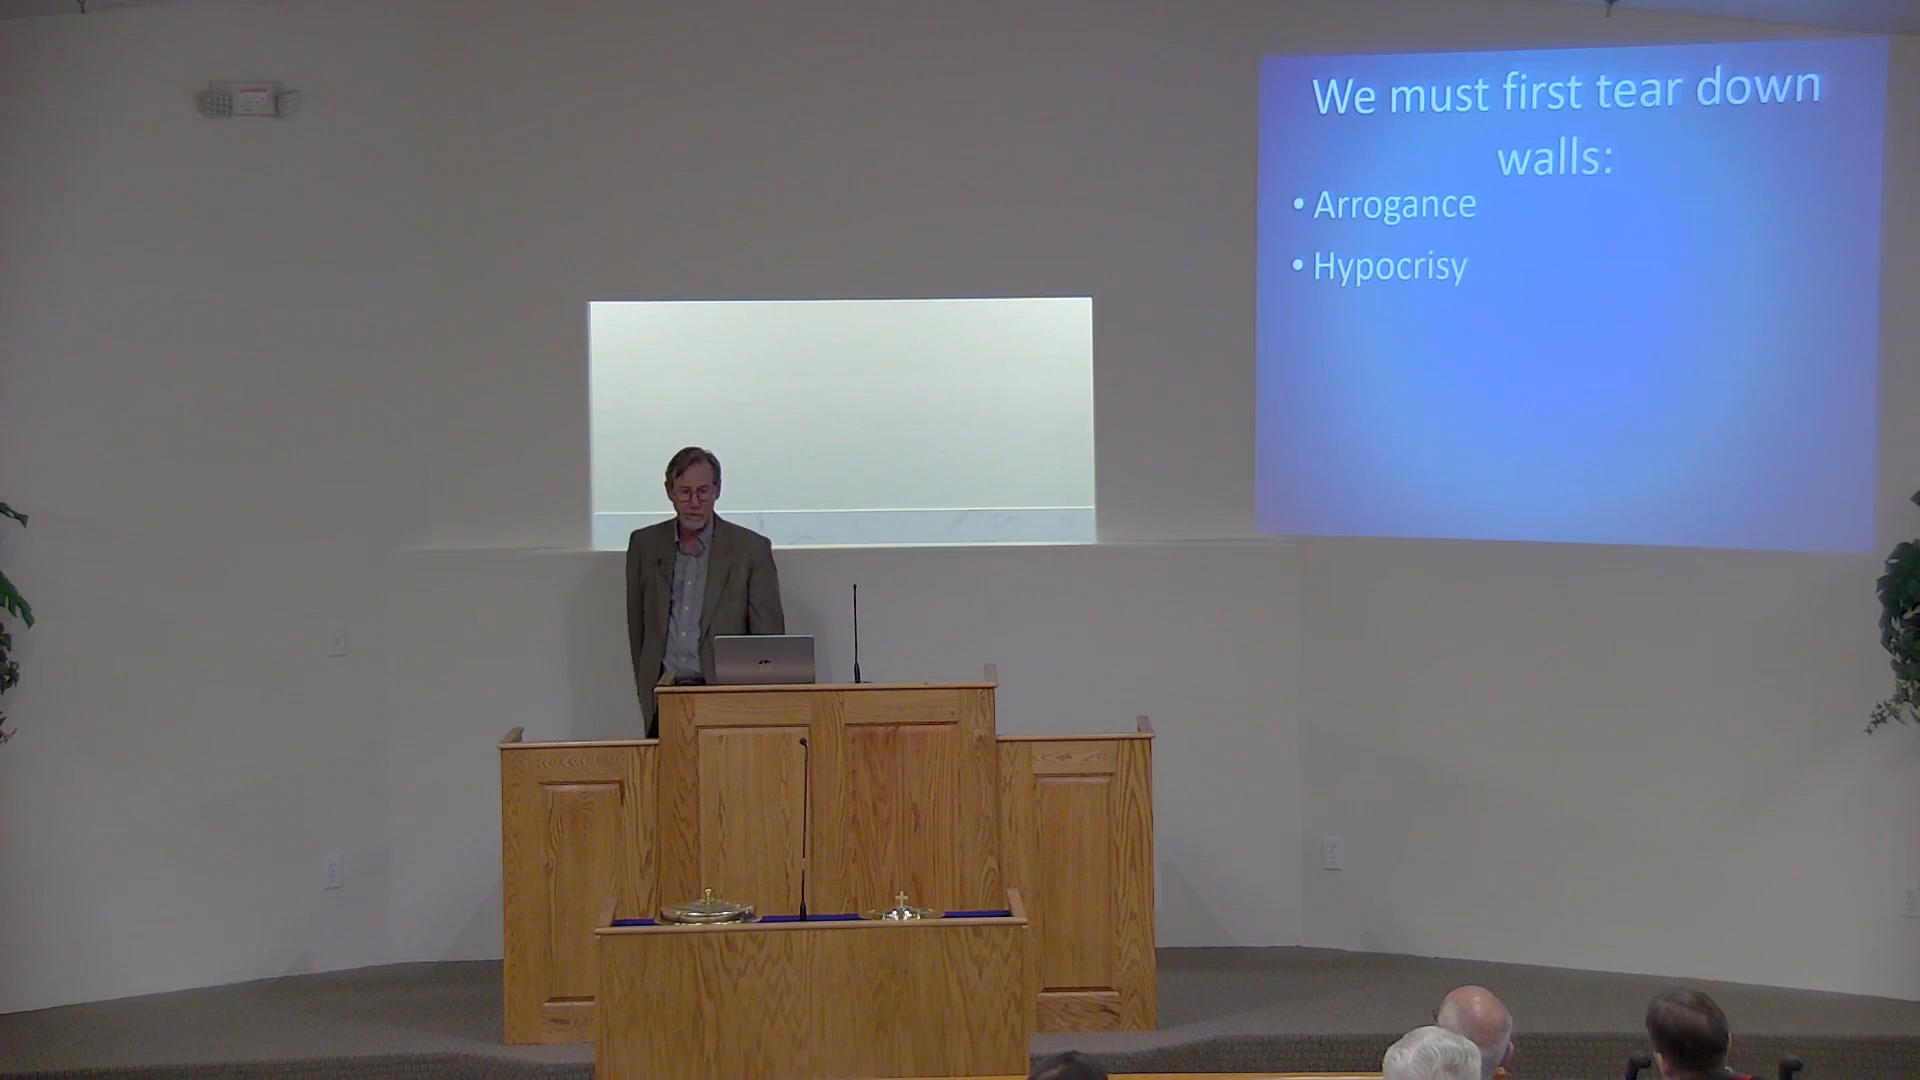 We must first tear down
walls:
• Arrogance
• Hypocrisy